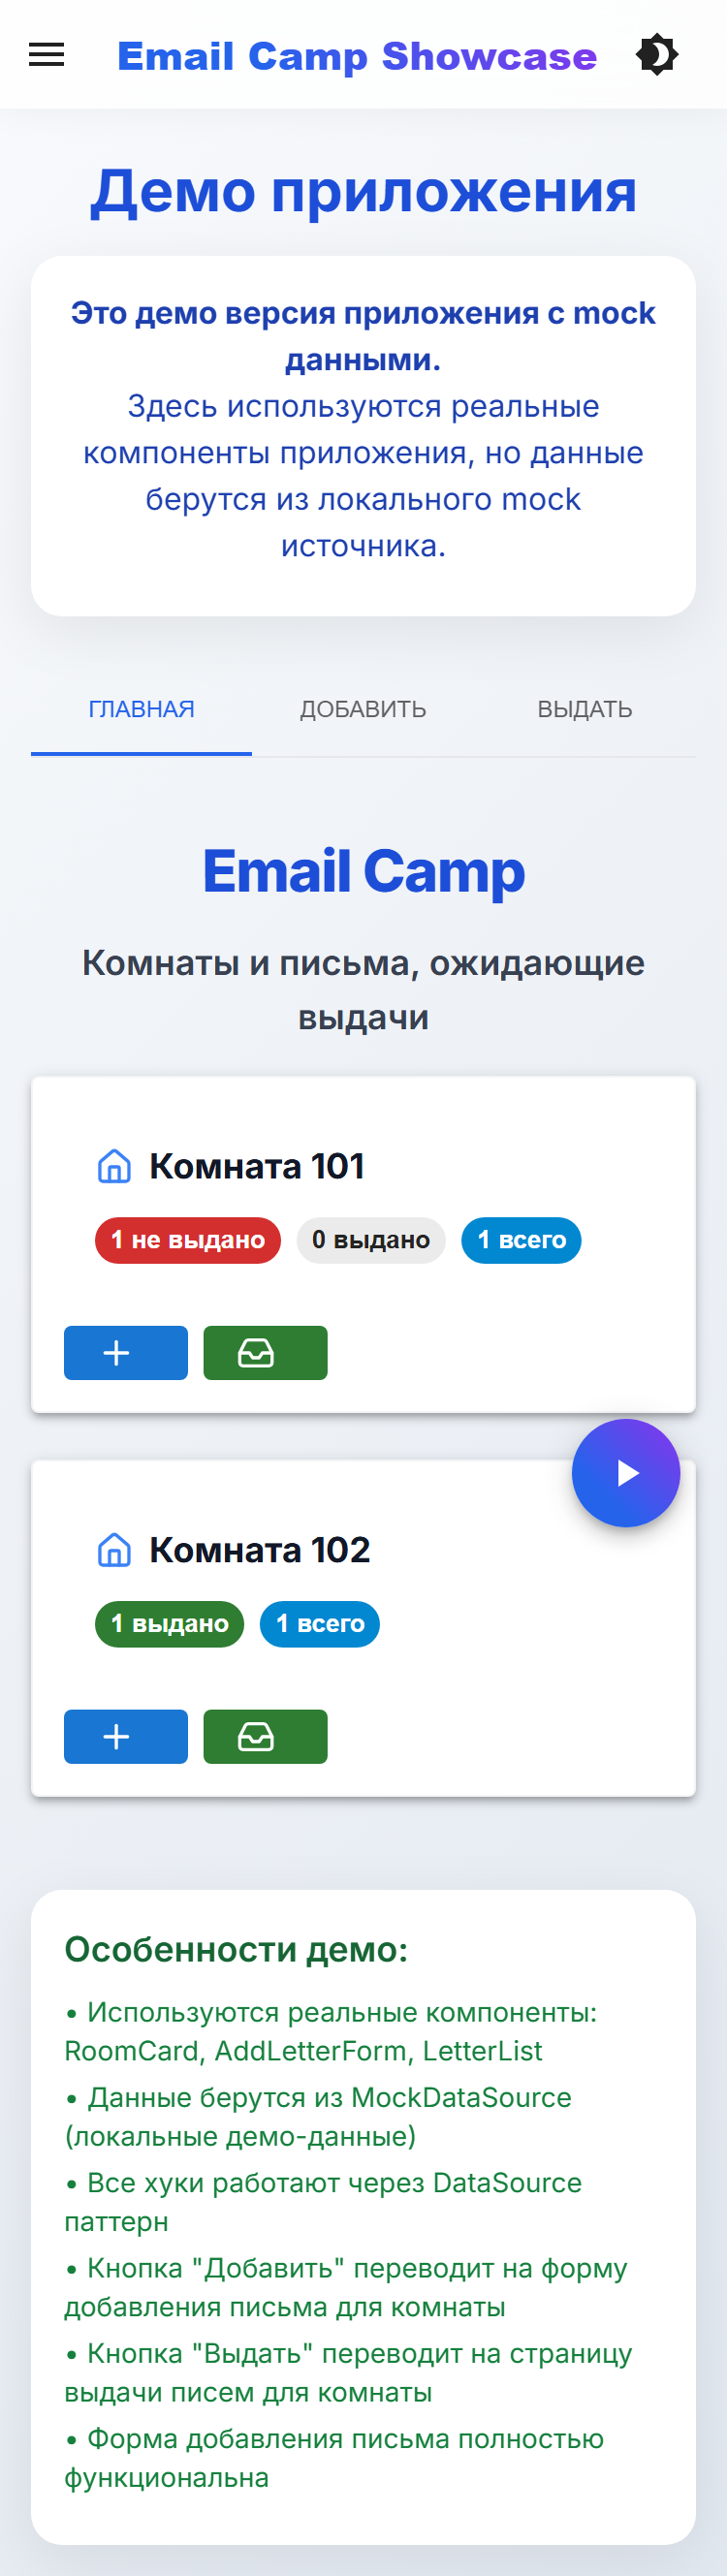 Email Camp Showcase
Демо приложения
Это демо версия приложения с mock
данными.
Здесь используются реальные
компоненты приложения, но данные
берутся из локального mock
источника.
ГЛАВНАЯ ДОБАВИТЬ ВЫДАТЬ
Email Camp
Комнаты и письма, ожидающие
выдачи
Комната 101
1 не выдано 0 выдано 1 всего
Комната 102
1 выдано 1 всего
Особенности демо:
• Используются реальные компоненты:
RoomCard, AddLetterForm, LetterList
• Данные берутся из MockDataSource
(локальные демо-данные)
• Все хуки работают через DataSource
паттерн
• Кнопка "Добавить" переводит на форму
добавления письма для комнаты
• Кнопка "Выдать" переводит на страницу
выдачи писем для комнаты
• Форма добавления письма полностью
функциональна